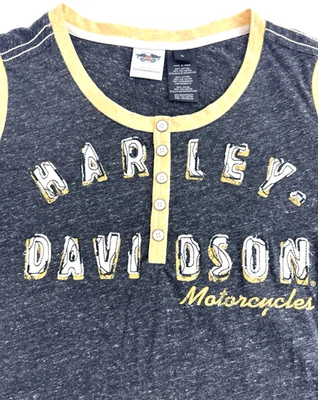 L
HARLEY-
DAVIDSON®
Motorcycles